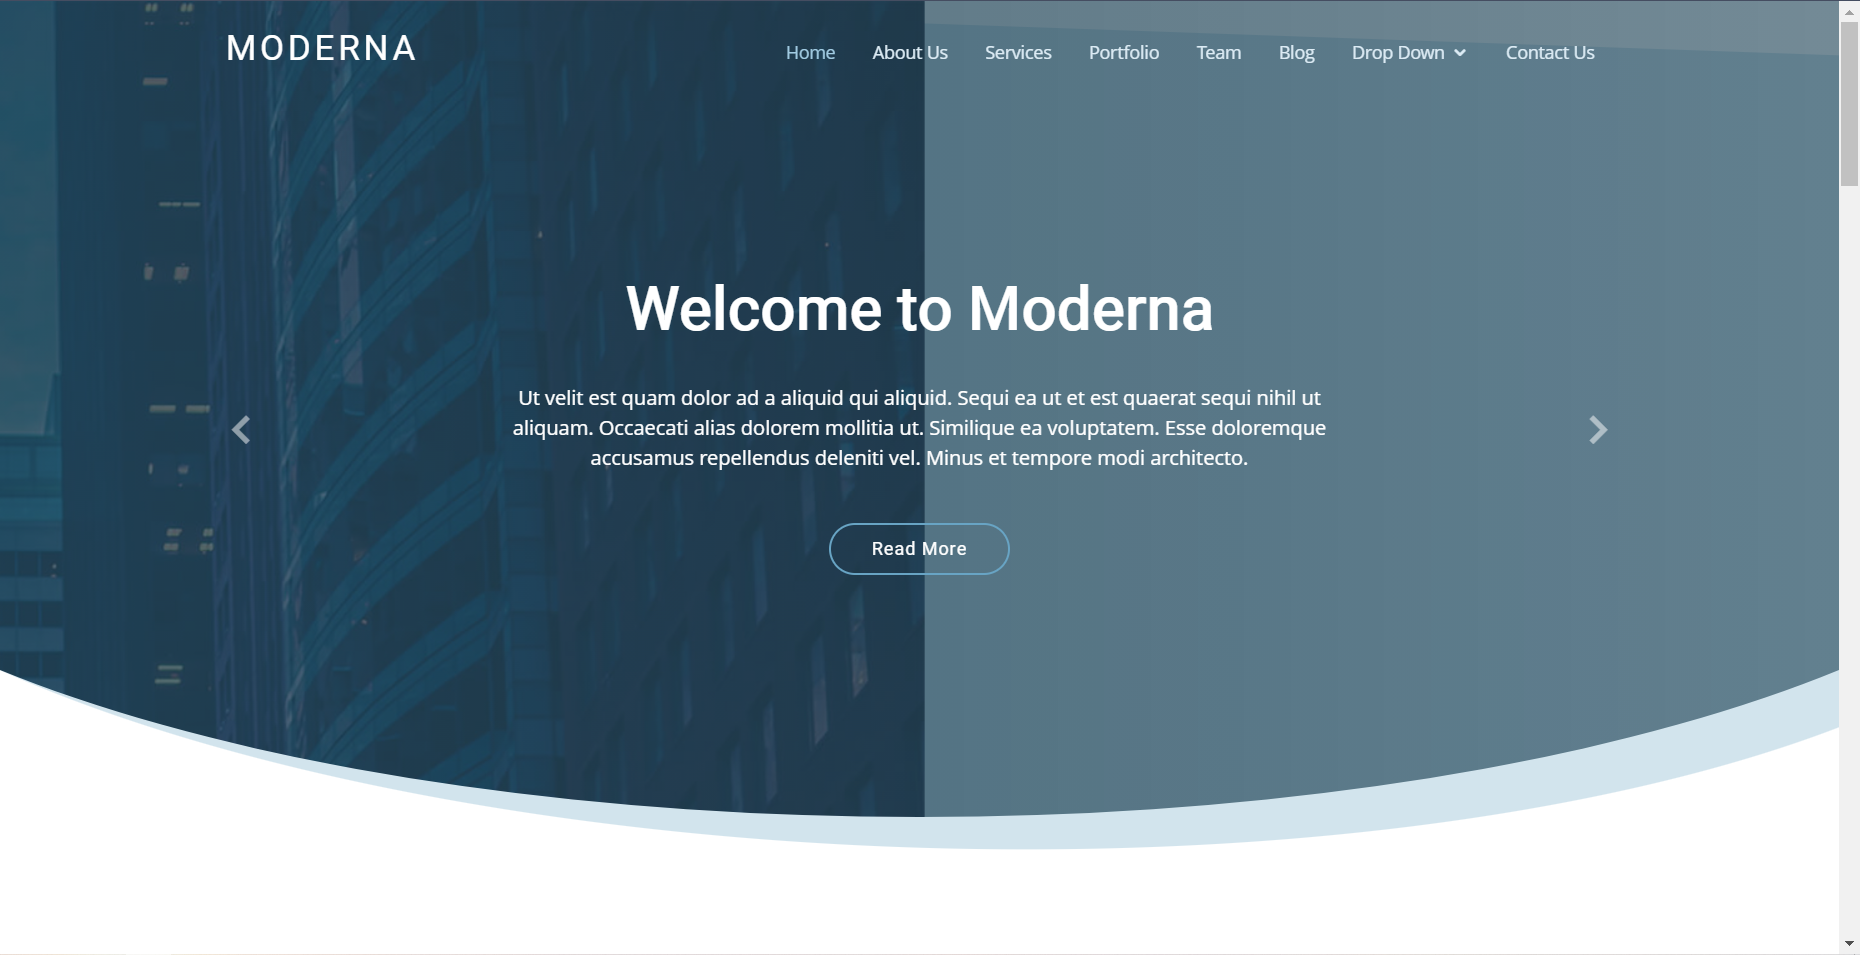 MODERNA
Home About Us Services Portfolio Team Blog Drop Down Contact Us
Welcome to Moderna
Ut velit est quam dolor ad a aliquid qui aliquid. Sequi ea ut et est quaerat sequi nihil ut
aliquam. Occaecati alias dolorem mollitia ut. Similique ea voluptatem. Esse doloremque
accusamus repellendus deleniti vel. Minus et tempore modi architecto.
Read More